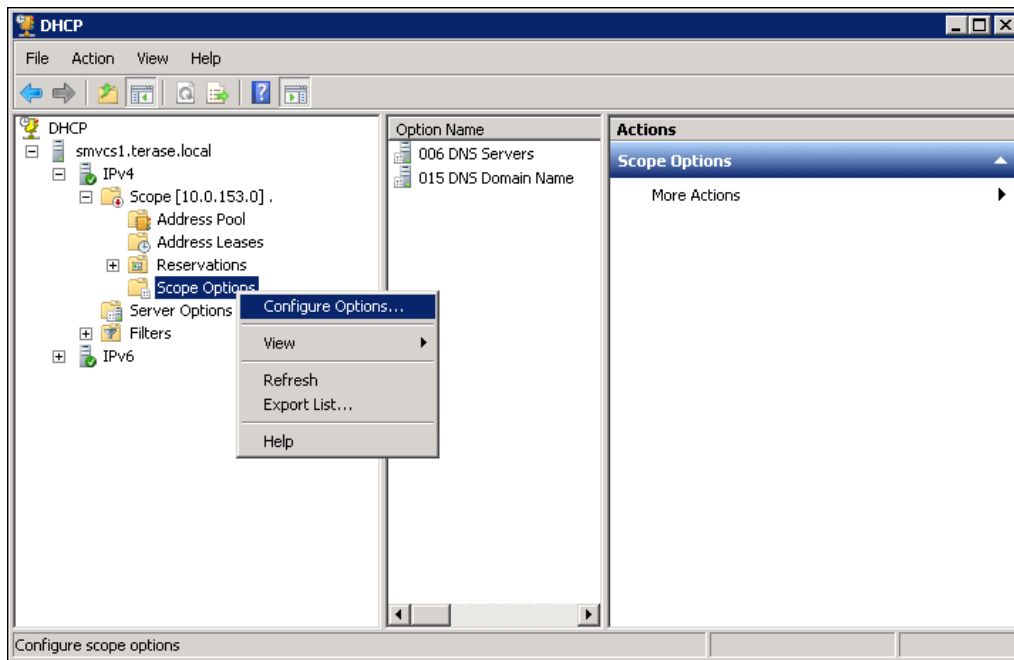 DHCP
File Action View Help
DHCP
smvcs1.terase.local
IPv4
Scope [10.0.153.0] .
Address Pool
Address Leases
Reservations
Scope Options
Server Options
Filters
IPv6
Configure Options...
View
Refresh
Export List...
Help
Option Name
006 DNS Servers
015 DNS Domain Name
Actions
Scope Options
More Actions
Configure scope options